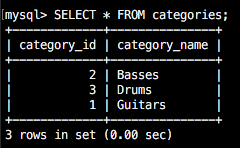 mysql> SELECT * FROM categories;
+-------------+---------------+
| category_id | category_name |
+-------------+---------------+
|           2 | Basses        |
|           3 | Drums         |
|           1 | Guitars       |
+-------------+---------------+
3 rows in set (0.00 sec)